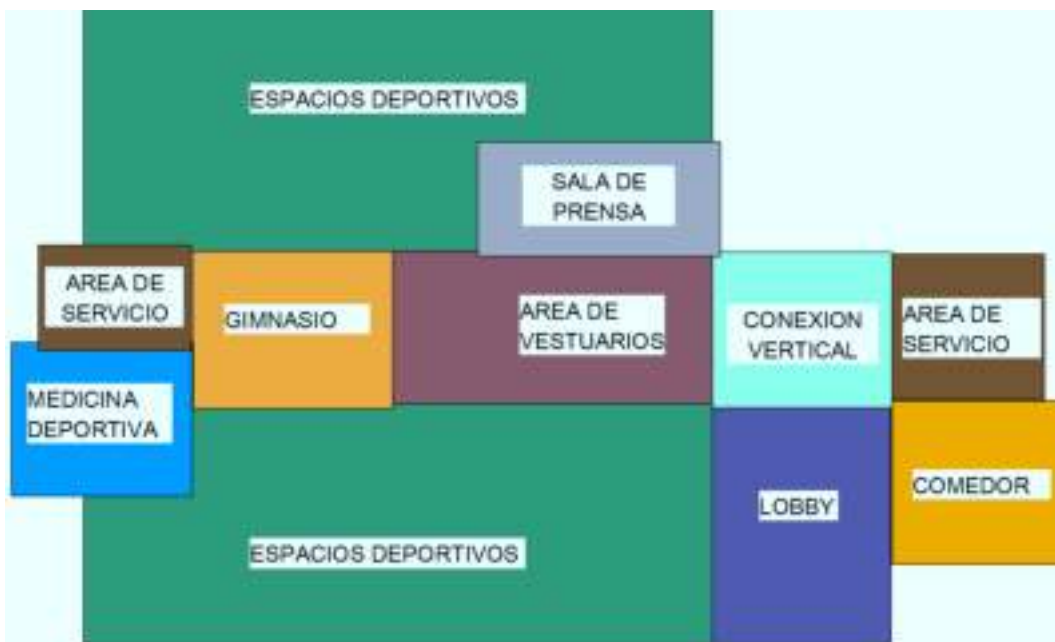 ESPACIOS DEPORTIVOS
SALA DE
PRENSA
AREA DE
SERVICIO
GIMNASIO
AREA DE
VESTUARIOS
CONEXION
VERTICAL
AREA DE
SERVICIO
MEDICINA
DEPORTIVA
LOBBY
COMEDOR
ESPACIOS DEPORTIVOS